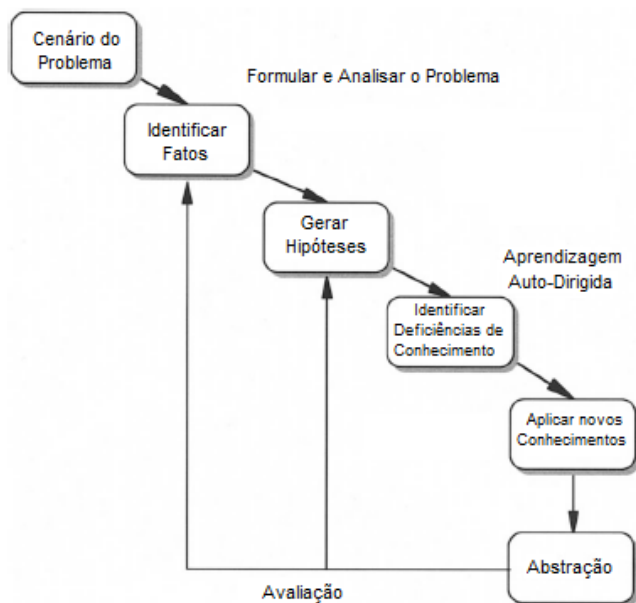 Cenário do
Problema
Formular e Analisar o Problema
Identificar
Fatos
Gerar
Hipóteses
Aprendizagem
Auto-Dirigida
Identificar
Deficiências de
Conhecimento
Aplicar novos
Conhecimentos
Abstração
Avaliação